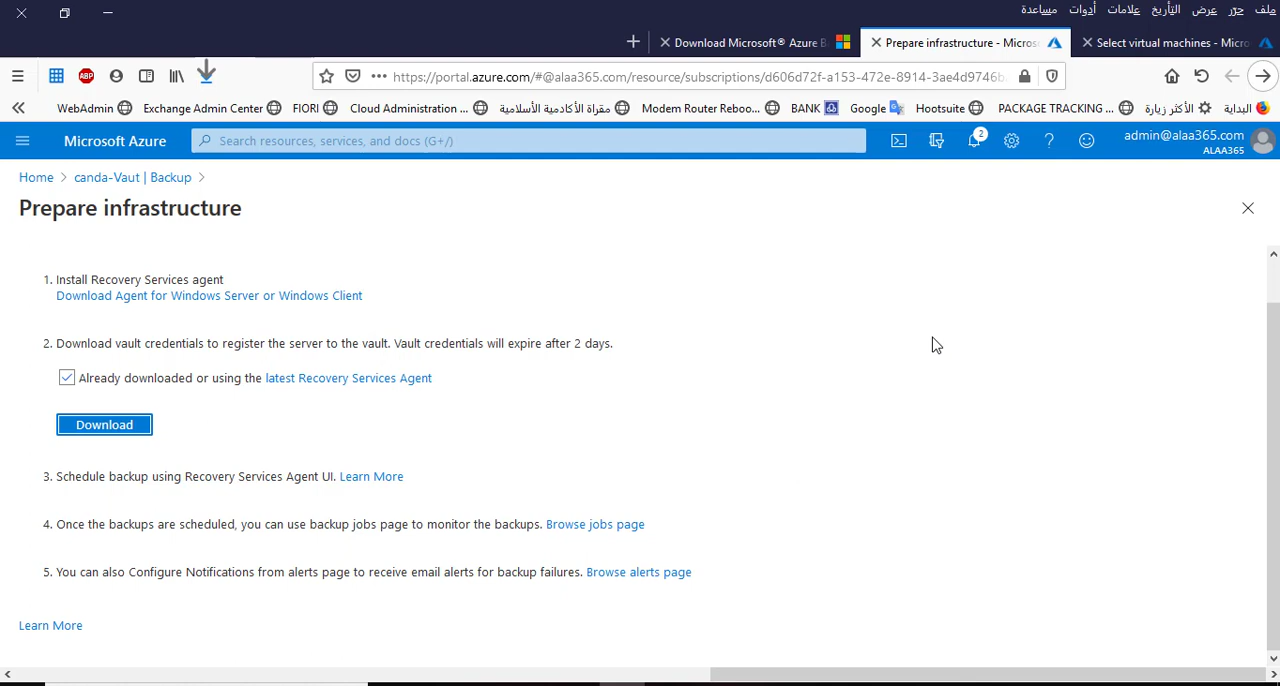 ملف حرّر عرض التأريخ علامات أدوات مساعدة
Download Microsoft® Azure B
Prepare infrastructure - Micros
Select virtual machines - Micro
ABP
https://portal.azure.com/#@alaa365.com/resource/subscriptions/d606d72f-a153-472e-8914-3ae4d9746b
WebAdmin Exchange Admin Center FIORI Cloud Administration ... مقراة الأكاديمية الأسلامية Modem Router Reboo... BANK Google Hootsuite PACKAGE TRACKING ... الأكثر زيارة البداية
Microsoft Azure
Search resources, services, and docs (G+/)
2
?
admin@alaa365.com
ALAA365
Home > canda-Vaut | Backup >
Prepare infrastructure
1. Install Recovery Services agent
Download Agent for Windows Server or Windows Client
2. Download vault credentials to register the server to the vault. Vault credentials will expire after 2 days.
Already downloaded or using the latest Recovery Services Agent
Download
3. Schedule backup using Recovery Services Agent UI. Learn More
4. Once the backups are scheduled, you can use backup jobs page to monitor the backups. Browse jobs page
5. You can also Configure Notifications from alerts page to receive email alerts for backup failures. Browse alerts page
Learn More